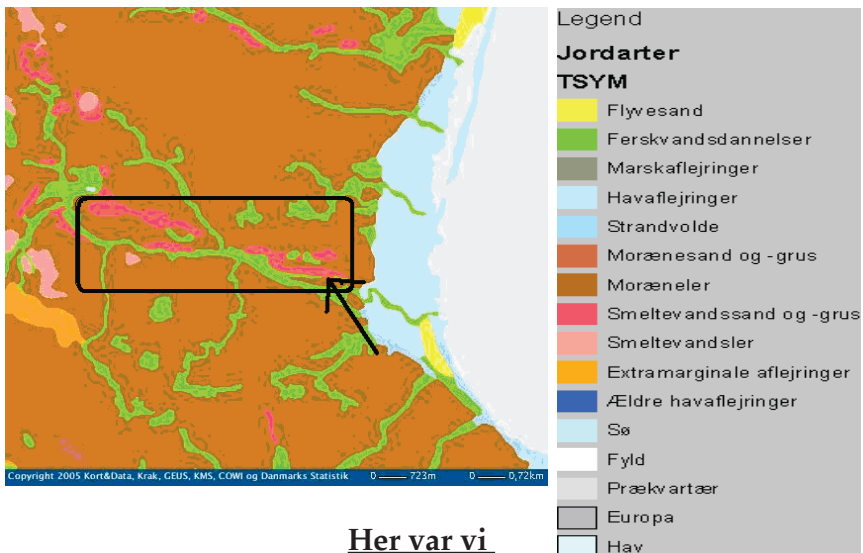 Legend
Jordarter
TSYM
Flyvesand
Ferskvandsdannelser
Marskaflejringer
Havaflejringer
Strandvolde
Morænesand og -grus
Moræneler
Smeltevandssand og -grus
Smeltevandsler
Extramarginale aflejringer
Ældre havaflejringer
Sø
Fyld
Prækvartær
Europa
Hav
Copyright 2005 Kort&Data, Krak, GEUS, KMS, COWI og Danmarks Statistik 0 723m 0 0,72km
Her var vi